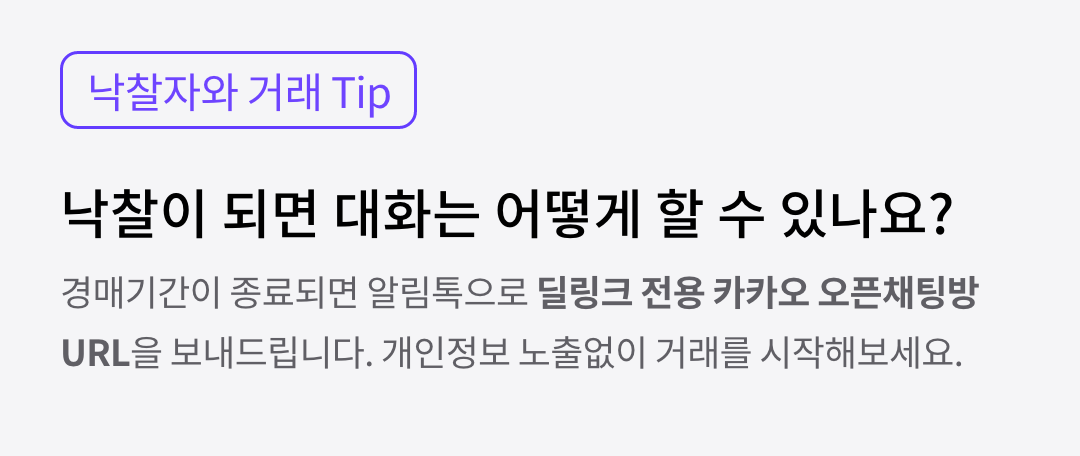 낙찰자와 거래 Tip
낙찰이 되면 대화는 어떻게 할 수 있나요?
경매기간이 종료되면 알림톡으로 딜링크 전용 카카오 오픈채팅방
URL을 보내드립니다. 개인정보 노출없이 거래를 시작해보세요.